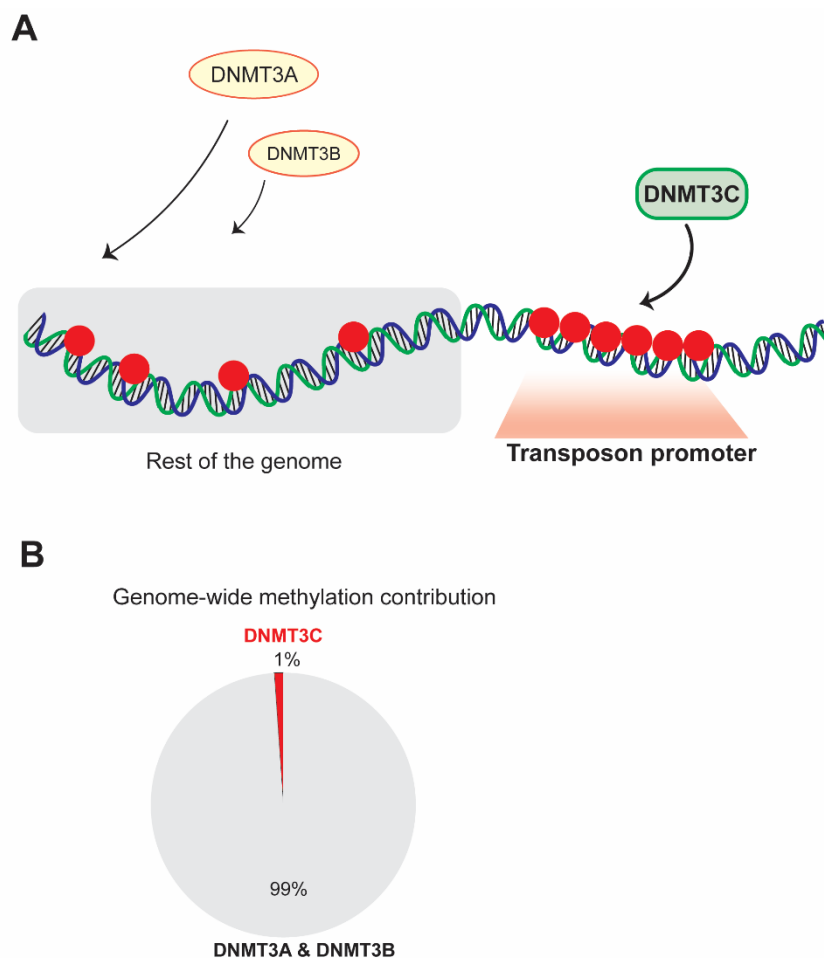 A
DNMT3A
DNMT3B
DNMT3C
Rest of the genome
Transposon promoter
B
Genome-wide methylation contribution
DNMT3C
1%
99%
DNMT3A & DNMT3B